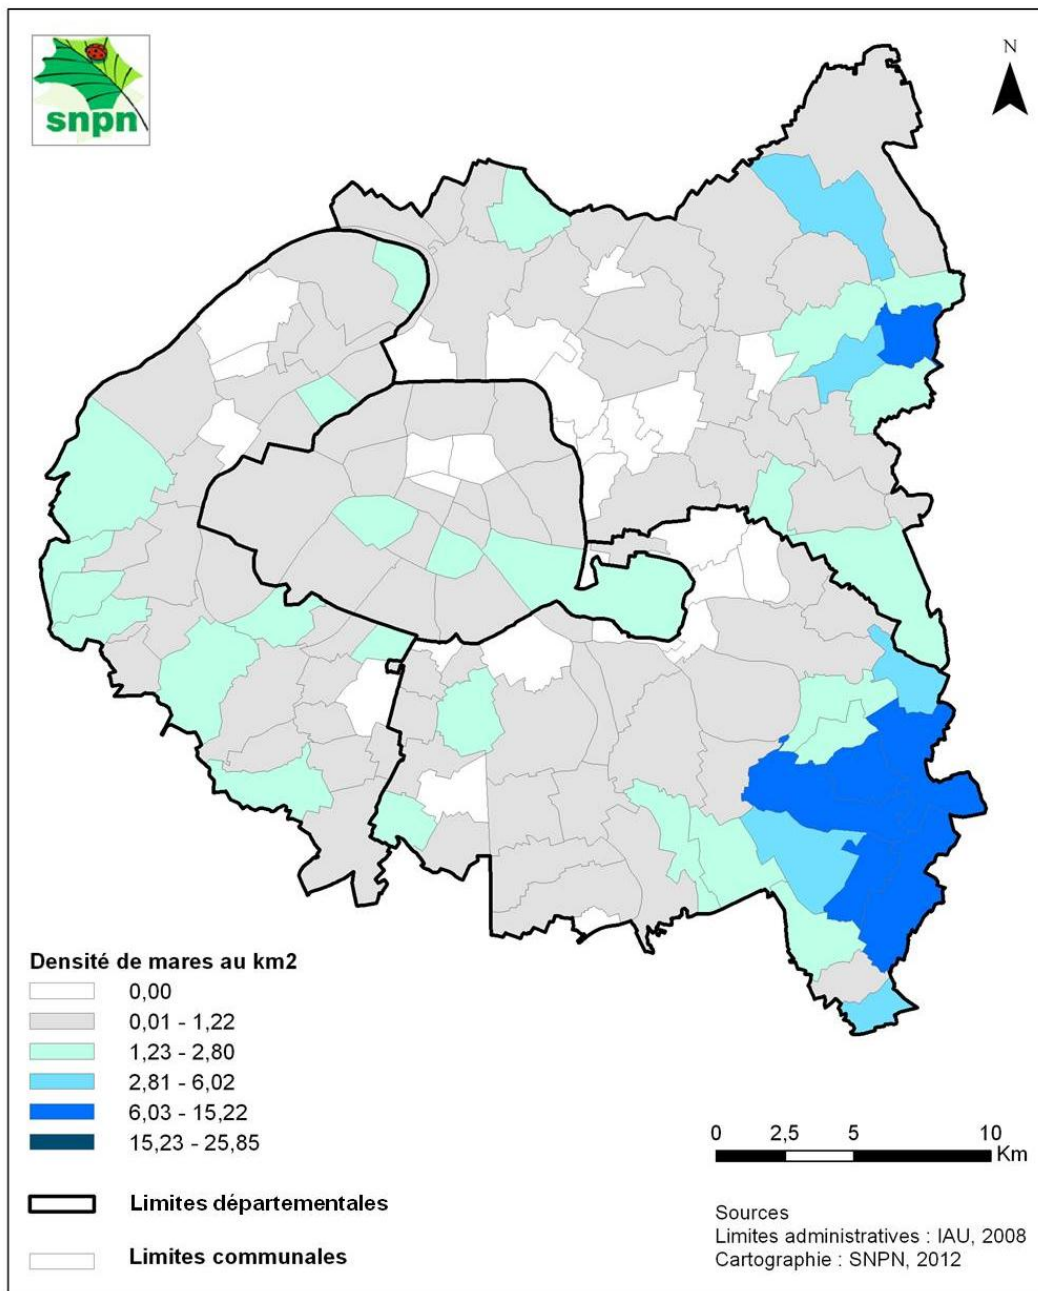 snpn
N
Densité de mares au km2
0,00
0,01 - 1,22
1,23 - 2,80
2,81 - 6,02
6,03 - 15,22
15,23 - 25,85
Limites départementales
Limites communales
0 2,5 5 10
Km
Sources
Limites administratives : IAU, 2008
Cartographie : SNPN, 2012